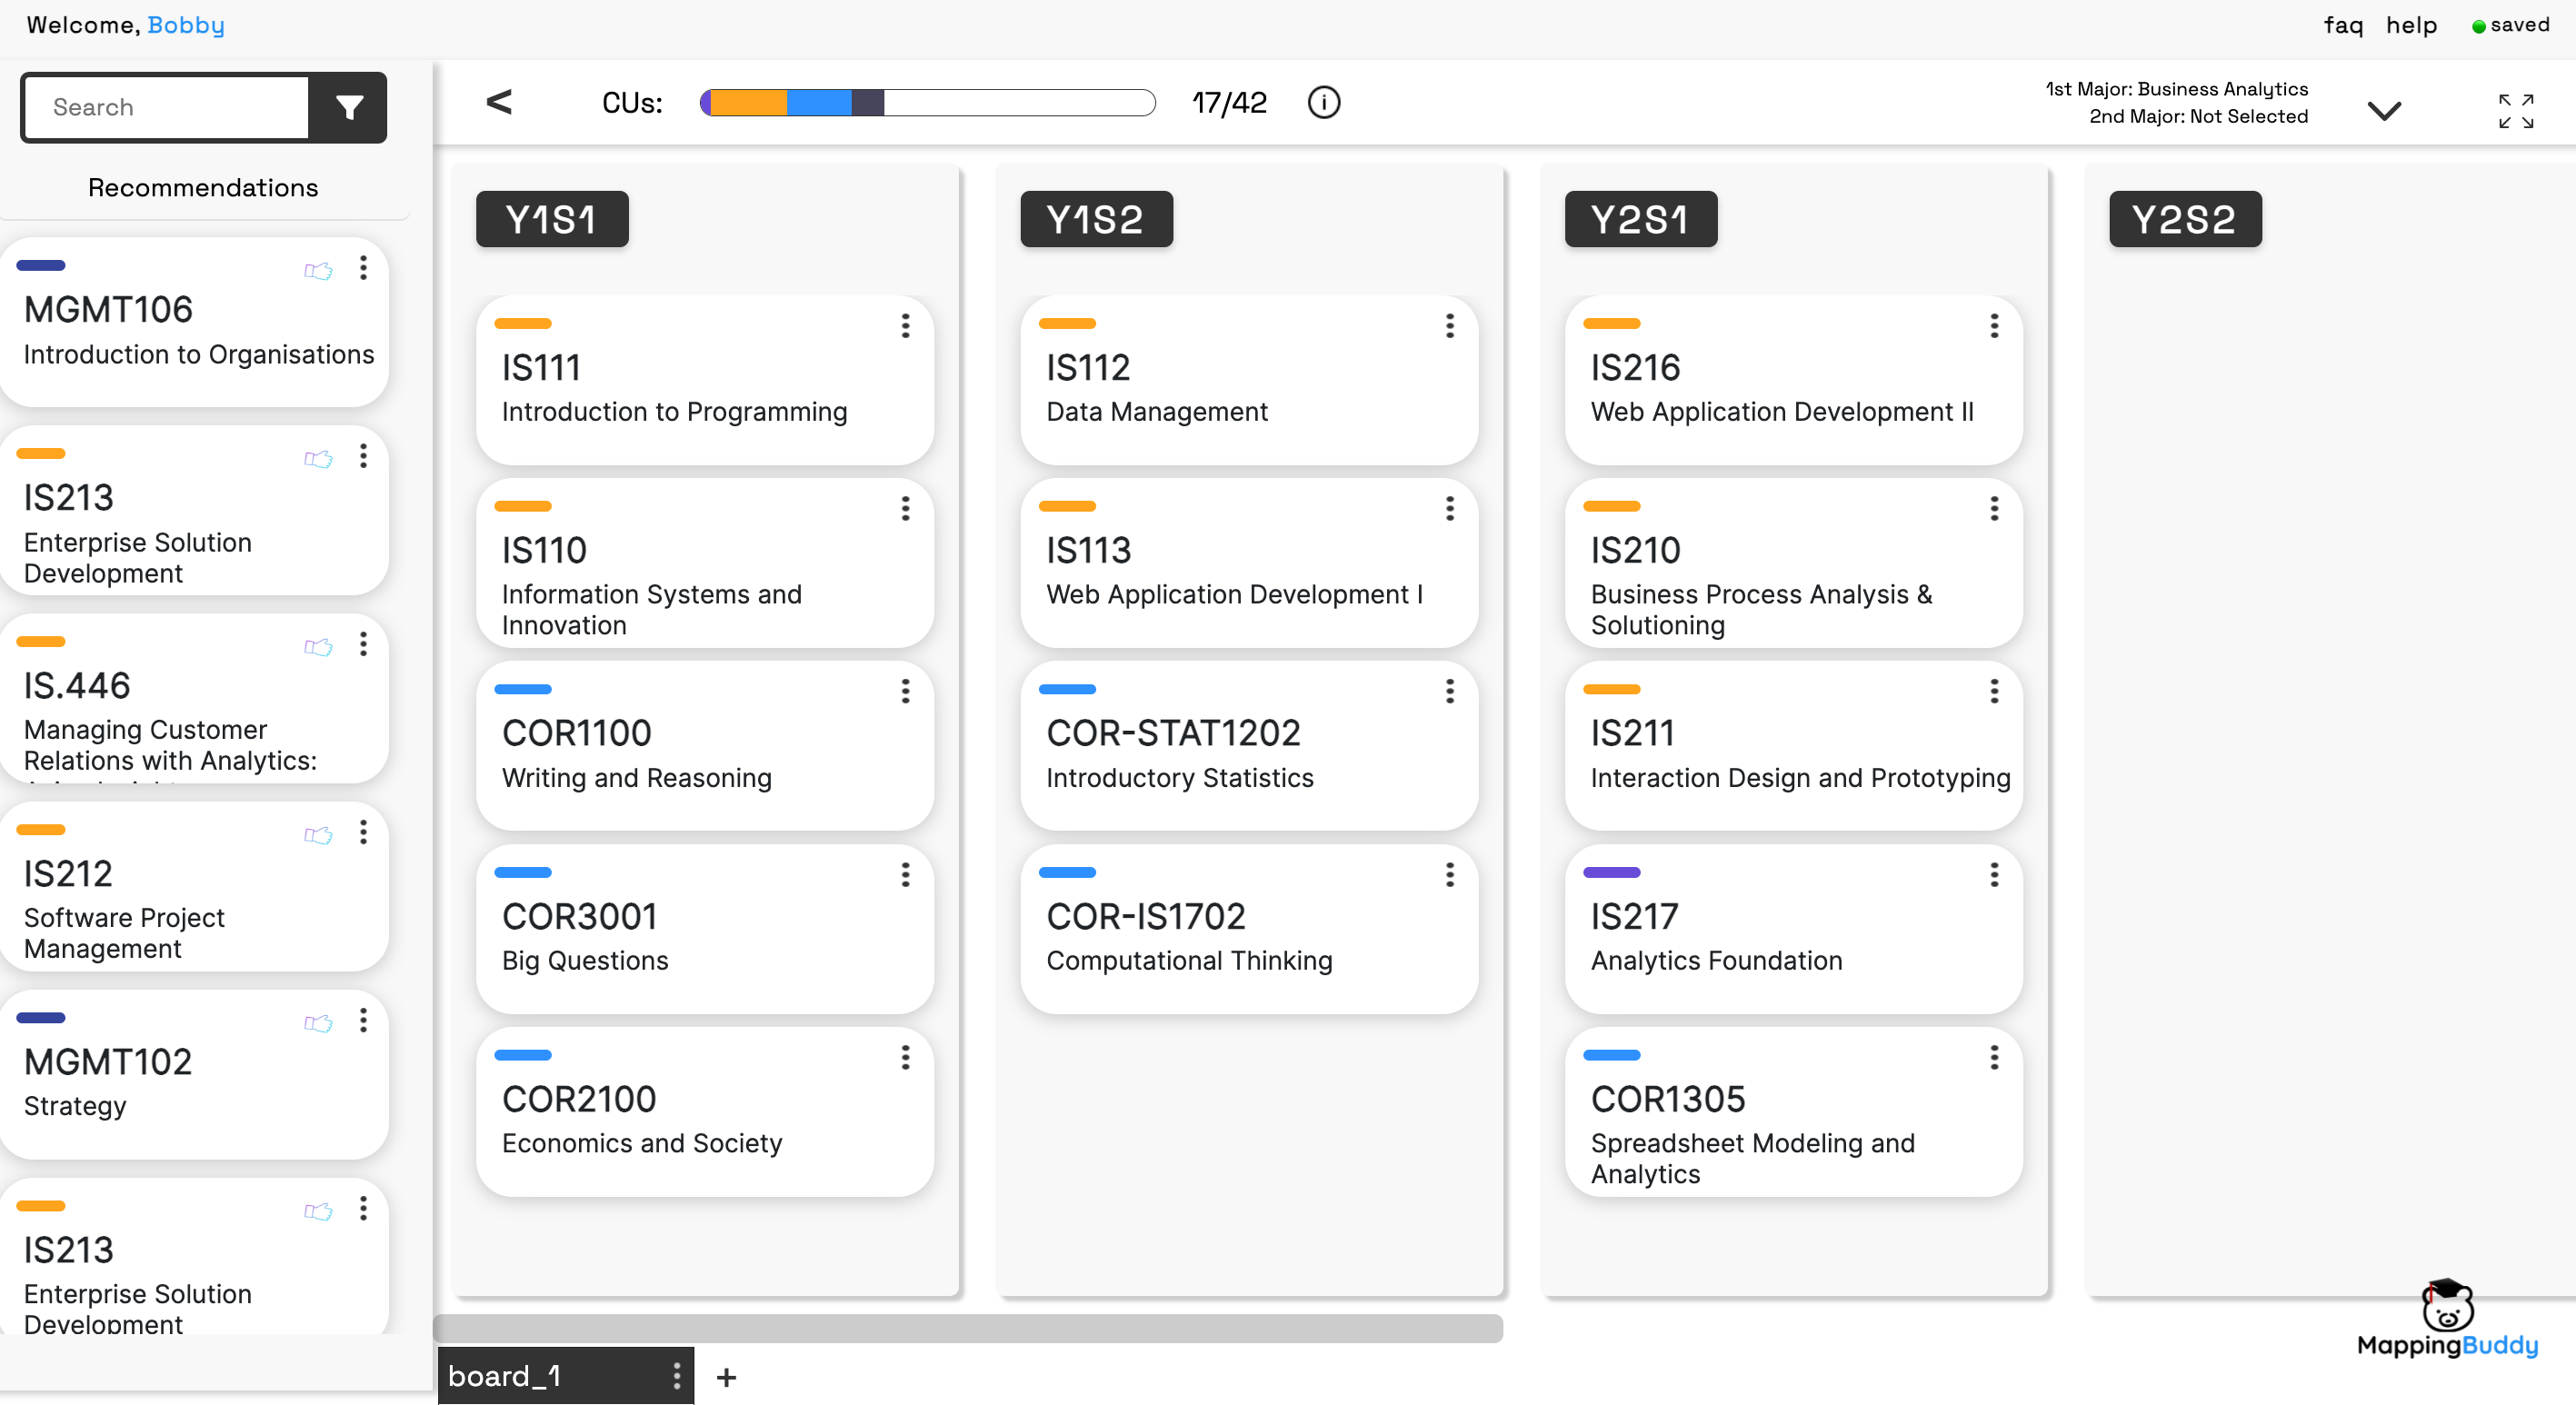 Welcome, Bobby
faq help saved
Search
Recommendations
MGMT106
Introduction to Organisations
IS213
Enterprise Solution
Development
IS.446
Managing Customer
Relations with Analytics:
IS212
Software Project
Management
MGMT102
Strategy
IS213
Enterprise Solution
Development
< CUs: 17/42 i
1st Major: Business Analytics
2nd Major: Not Selected
Y1S1
IS111
Introduction to Programming
IS110
Information Systems and
Innovation
COR1100
Writing and Reasoning
COR3001
Big Questions
COR2100
Economics and Society
Y1S2
IS112
Data Management
IS113
Web Application Development I
COR-STAT1202
Introductory Statistics
COR-IS1702
Computational Thinking
Y2S1
IS216
Web Application Development II
IS210
Business Process Analysis &
Solutioning
IS211
Interaction Design and Prototyping
IS217
Analytics Foundation
COR1305
Spreadsheet Modeling and
Analytics
Y2S2
board_1 +
MappingBuddy